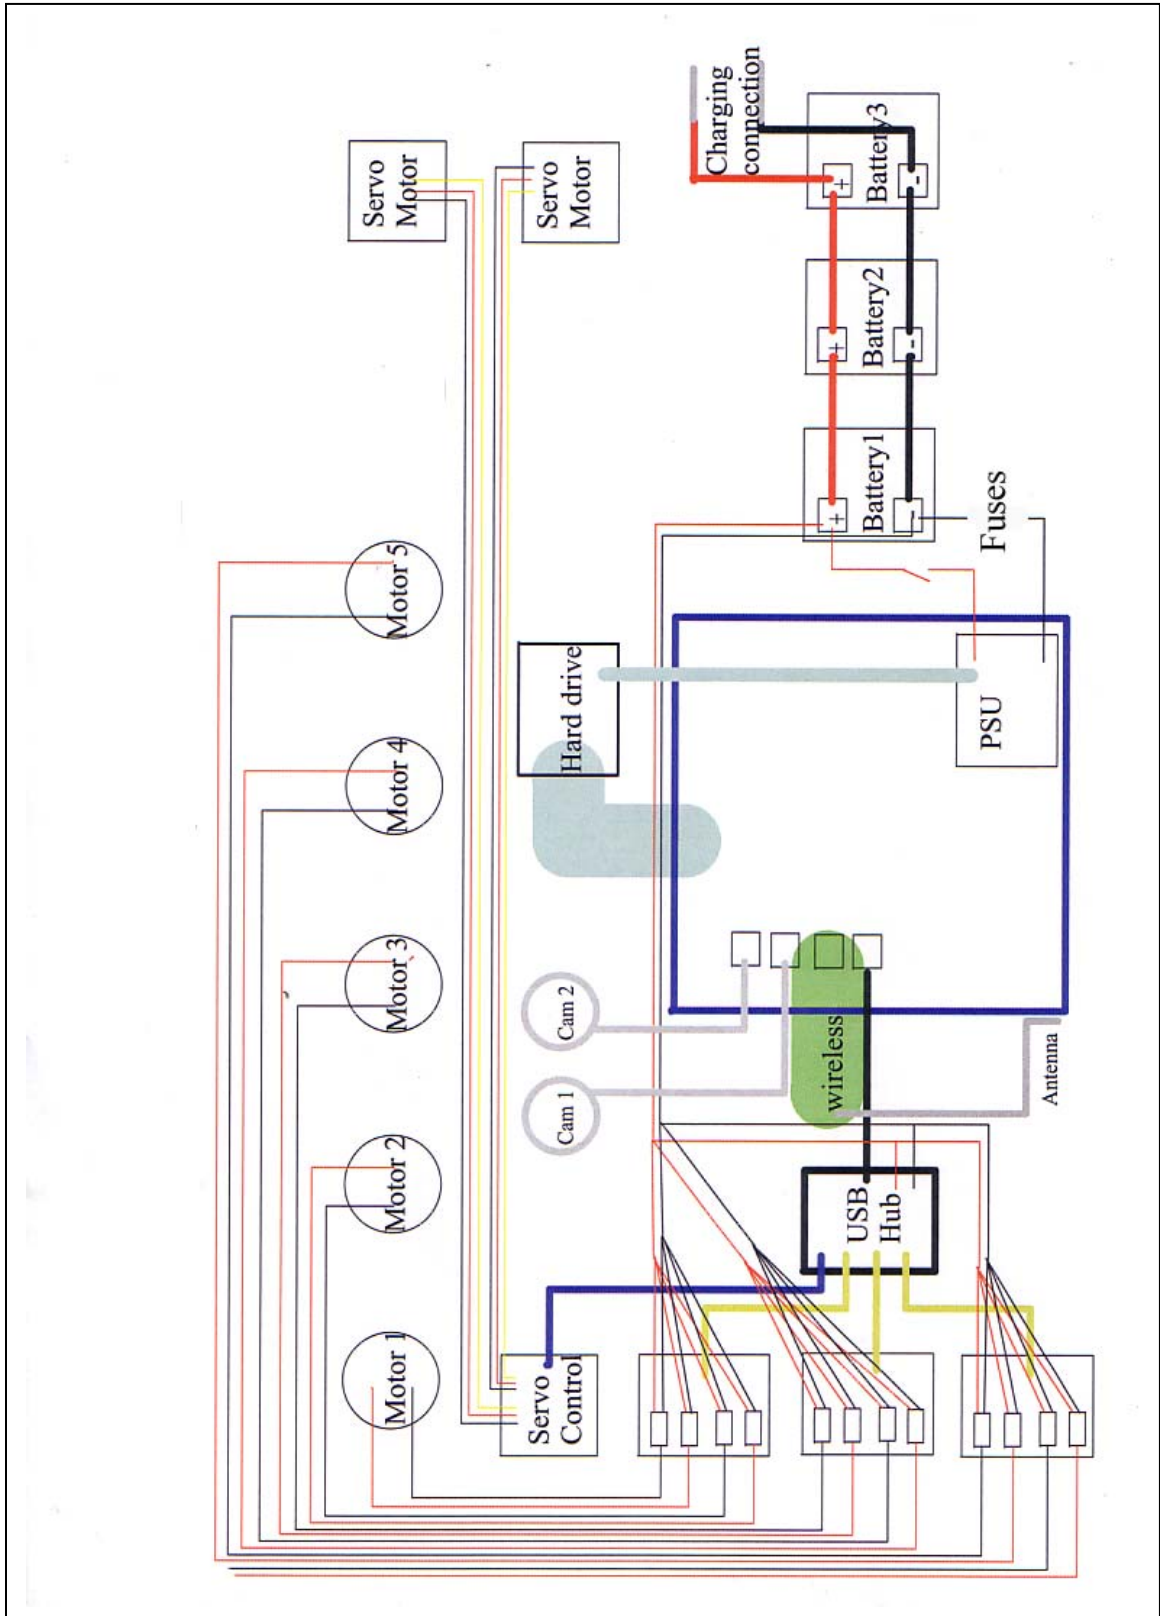 Charging
connection
Servo
Motor
Servo
Motor
+
Battery3
-
+
Battery2
-
+
Battery1
-
Fuses
Motor 5
Motor 4
Motor 3
Motor 2
Motor 1
Hard drive
PSU
Cam 2
Cam 1
wireless
Antenna
USB
Hub
Servo
Control